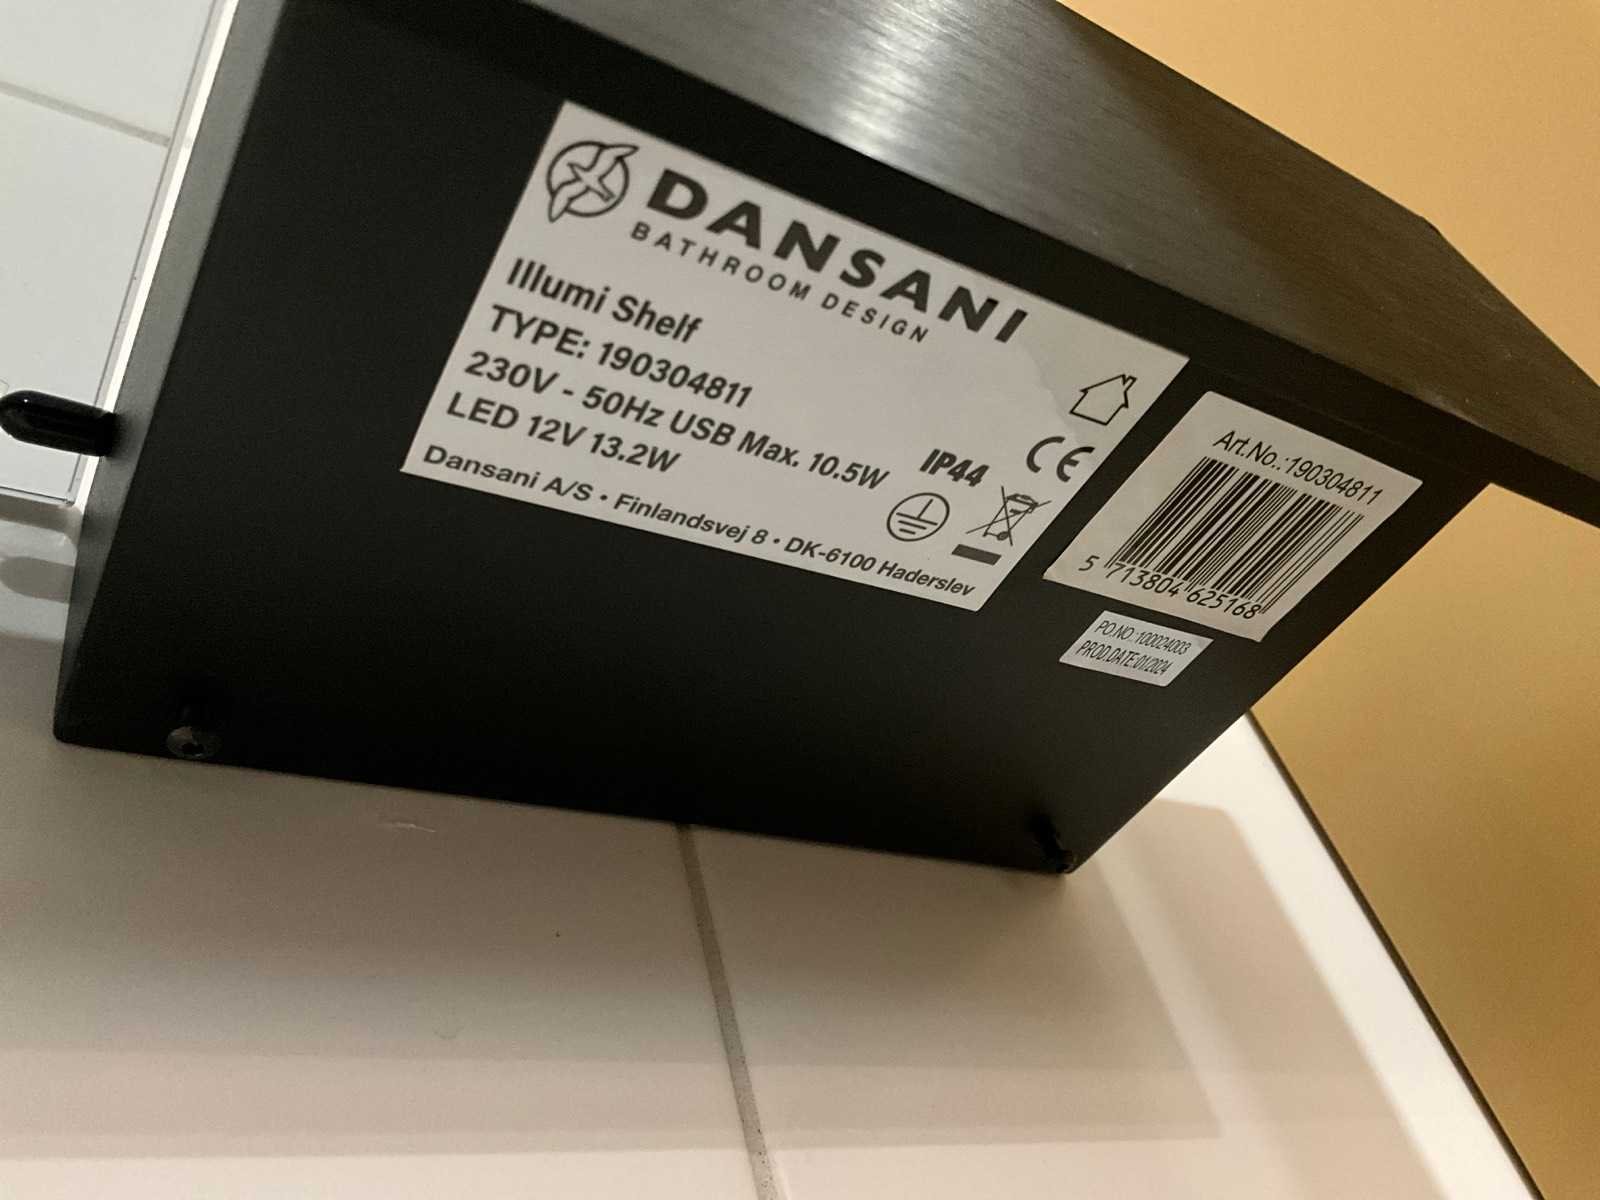 DANSANI
BATHROOM DESIGN
Illumi Shelf
TYPE: 190304811
230V - 50Hz USB Max. 10.5W
LED 12V 13.2W
IP44
CE
Dansani A/S • Finlandsvej 8 • DK-6100 Haderslev
Art.No.:190304811
5 713804 625168
PO.NO.:100024003
PROD.DATE:01/2024